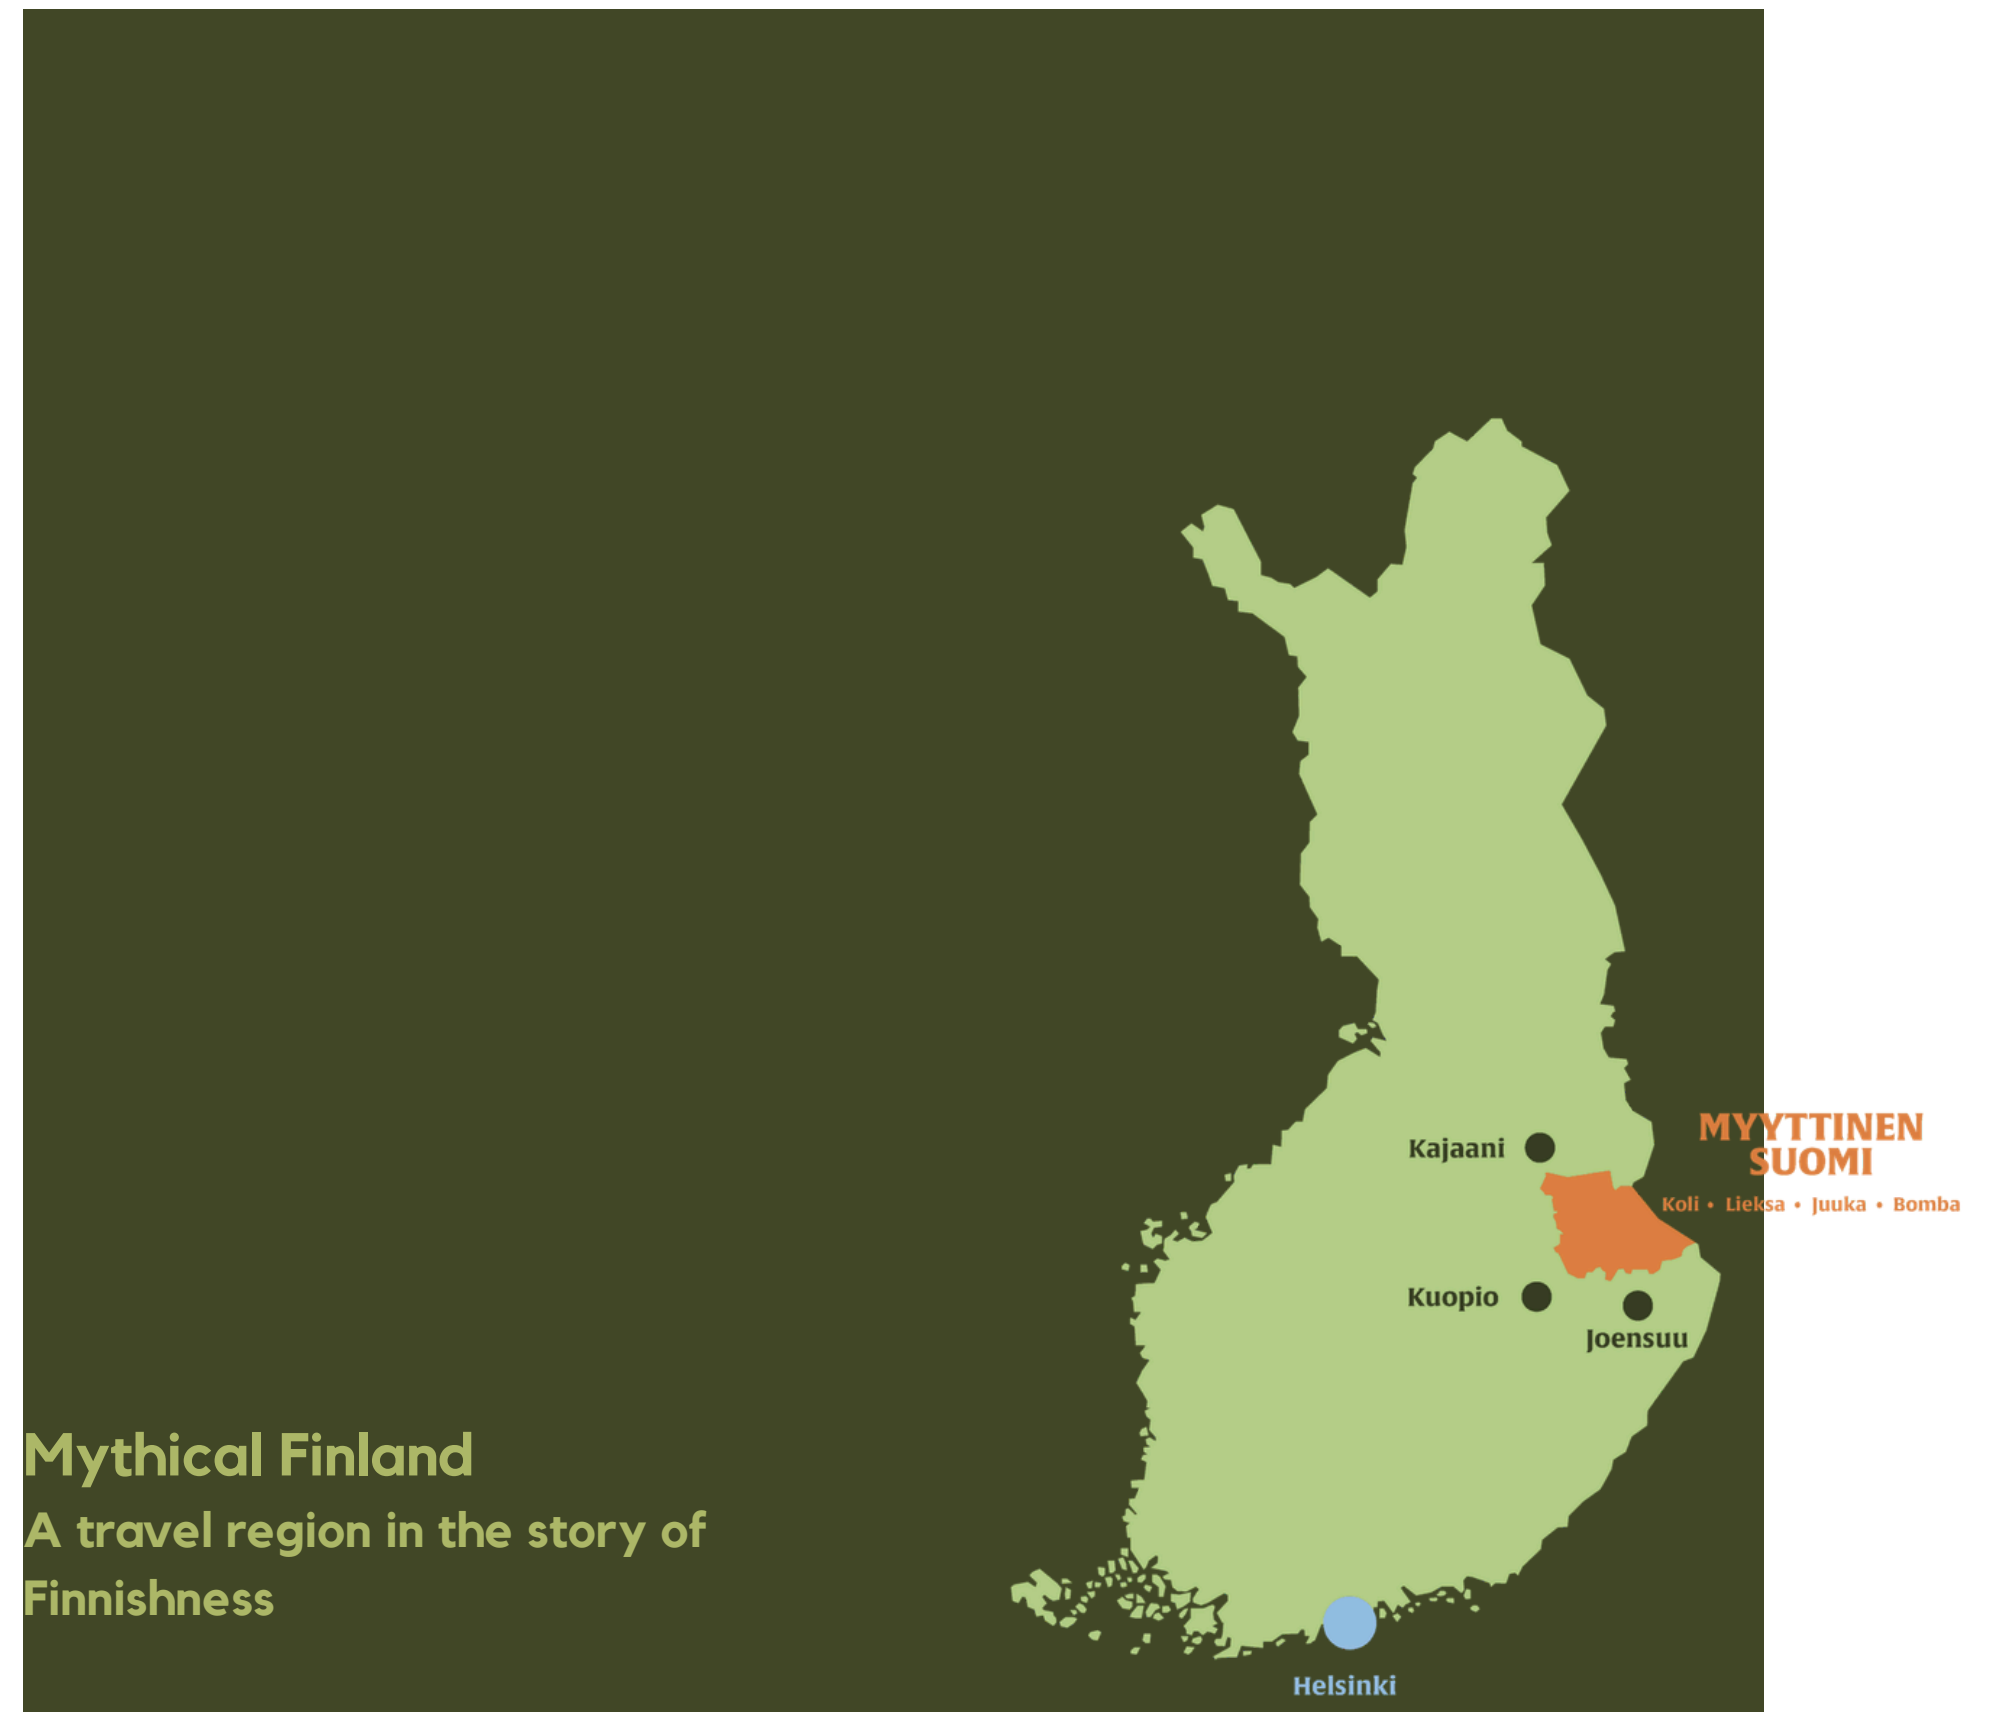 MYYTTINEN
SUOMI
Koli • Lieksa • Juuka • Bomba
Kajaani
Kuopio
Joensuu
Mythical Finland
A travel region in the story of
Finnishness
Helsinki